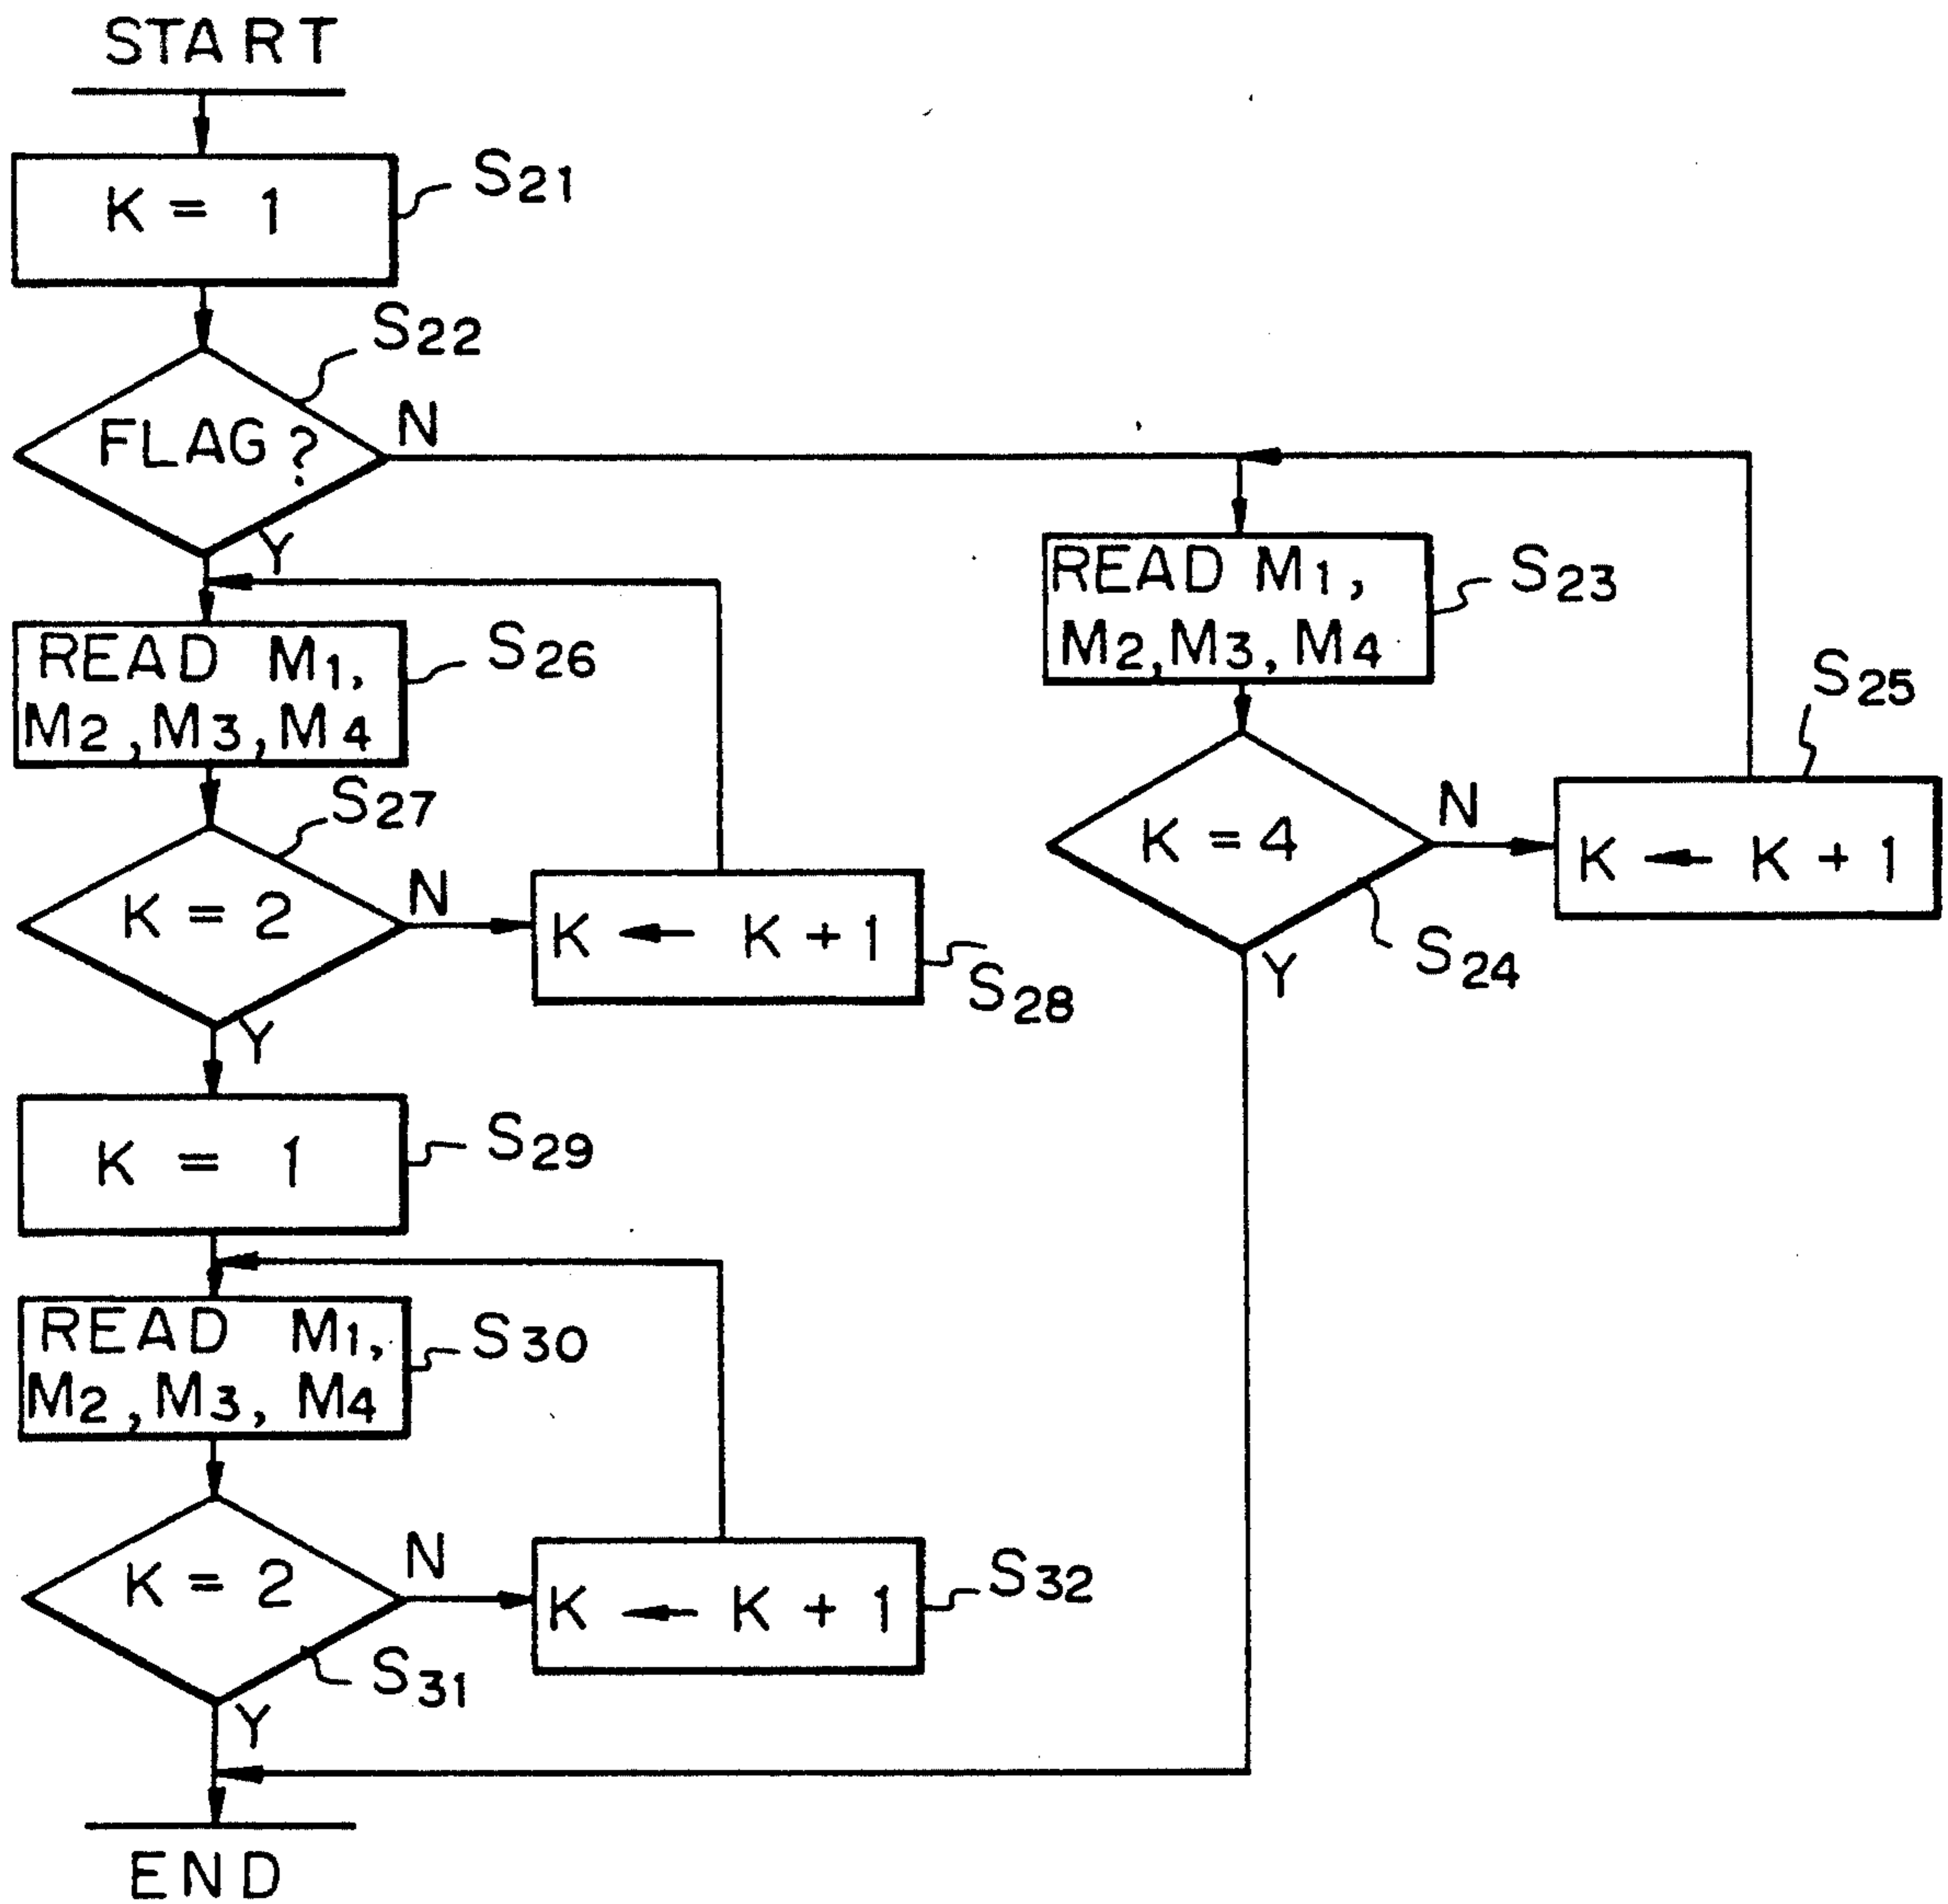 START
K = 1
S21
S22
FLAG ?
N
Y
READ M1,
M2, M3, M4
S26
S27
K = 2
N
K ← K + 1
S28
Y
K = 1
S29
READ M1,
M2, M3, M4
S30
K = 2
N
K ← K + 1
S32
S31
Y
END
READ M1,
M2, M3, M4
S23
K = 4
N
S25
K ← K + 1
S24
Y